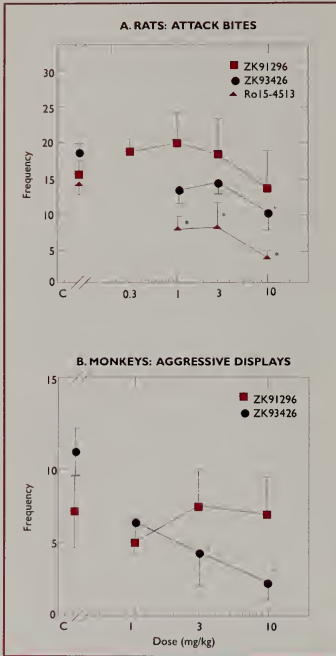 A. RATS: ATTACK BITES
ZK91296
ZK93426
Ro15-4513
30
20
20
15
10
5
0
Frequency
C
0.3
1
3
10
*
*
*
B. MONKEYS: AGGRESSIVE DISPLAYS
ZK91296
ZK93426
15
10
5
0
Frequency
C
1
3
10
Dose (mg/kg)